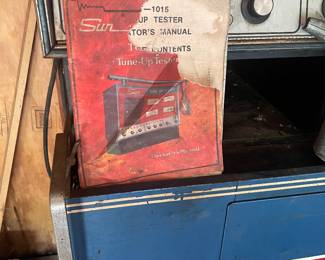 -1015
Sun UP TESTER
ATOR'S MANUAL
CONTENTS
Tune-Up Tester